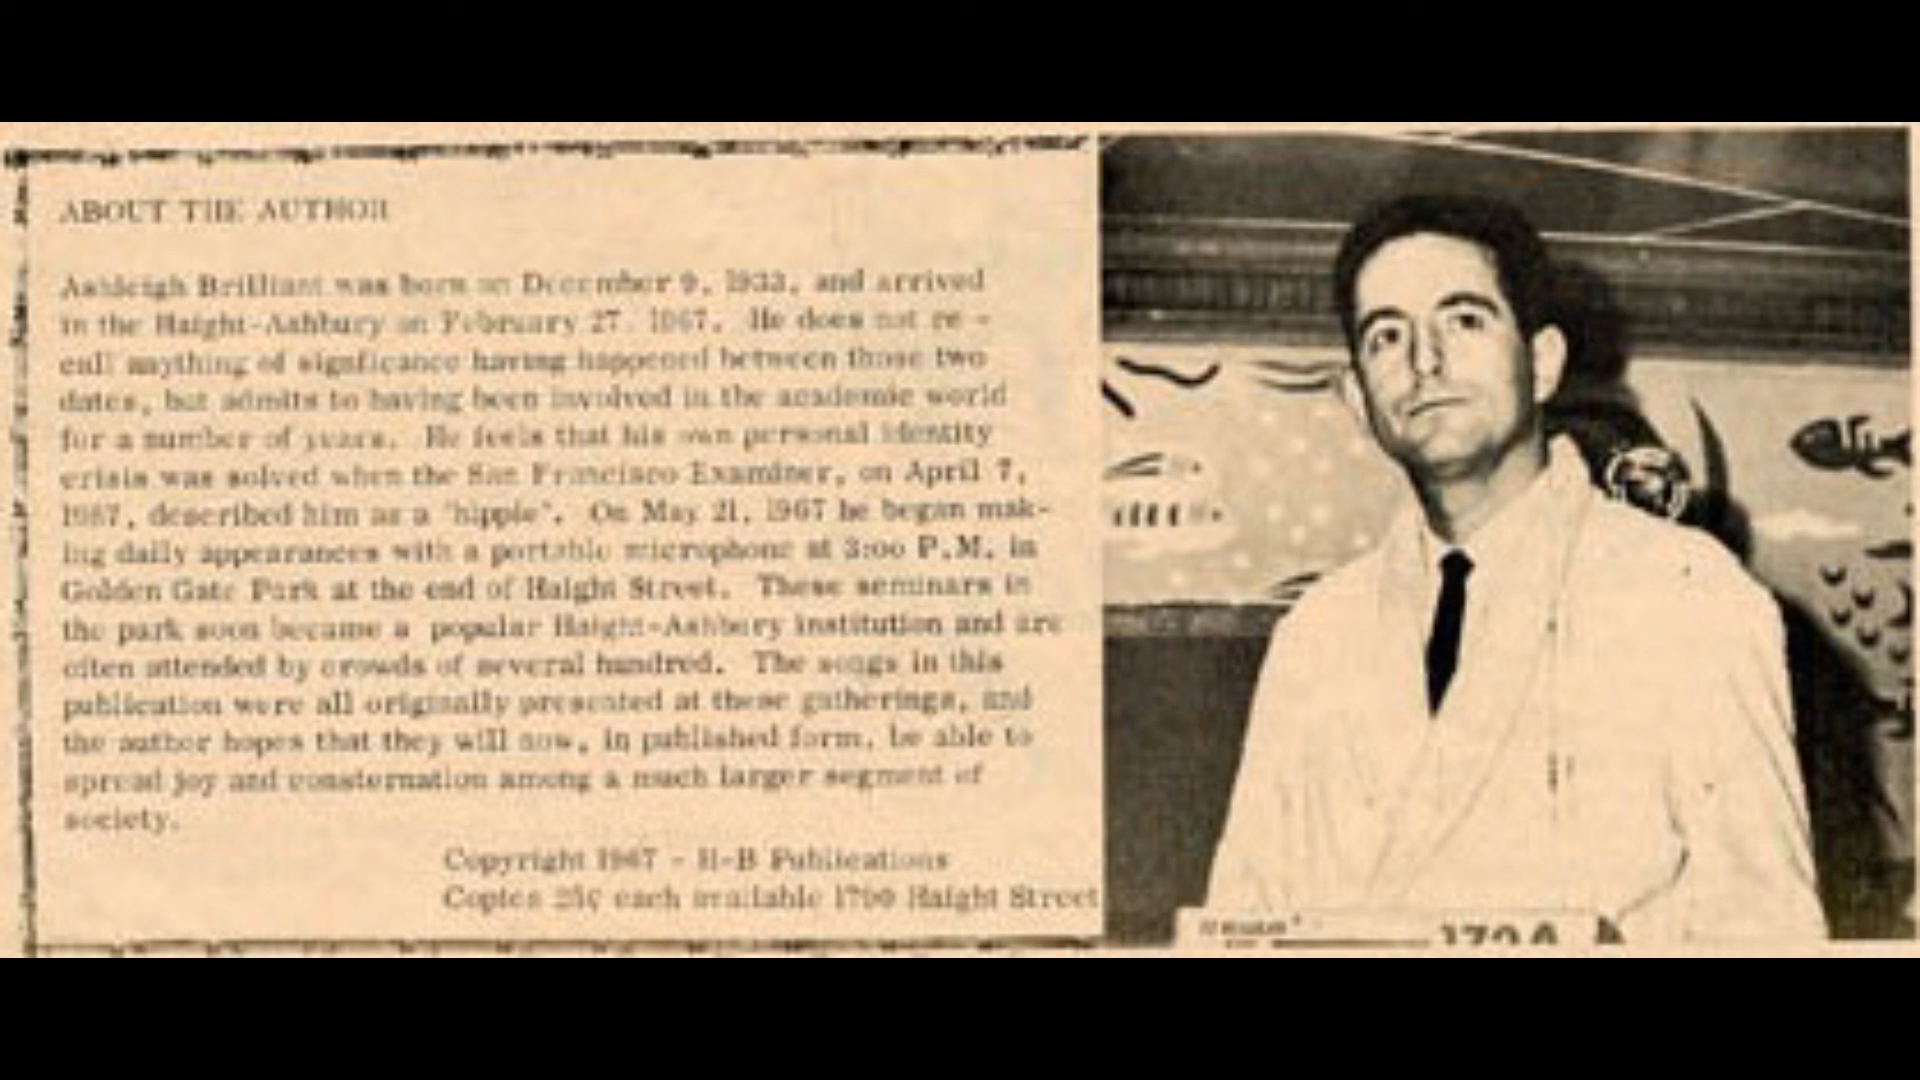 ABOUT THE AUTHOR
Ashleigh Brilliant was born on December 9, 1933, and arrived
in the Haight-Ashbury on February 27, 1967. He does not re-
call anything of signficance having happened between those two
dates, but admits to having been involved in the academic world
for a number of years. He feels that his own personal identity
crisis was solved when the San Francisco Examiner, on April 7,
1967, described him as a "hippie". On May 21, 1967 he began mak-
ing daily appearances with a portable microphone at 3:00 P.M. in
Golden Gate Park at the end of Haight Street. These seminars in
the park soon became a popular Haight-Ashbury institution and are
often attended by crowds of several hundred. The songs in this
publication were all originally presented at these gatherings, and
the author hopes that they will now, in published form, be able to
spread joy and consternation among a much larger segment of
society.
Copyright 1967 - H-B Publications
Copies 25¢ each available 1790 Haight Street